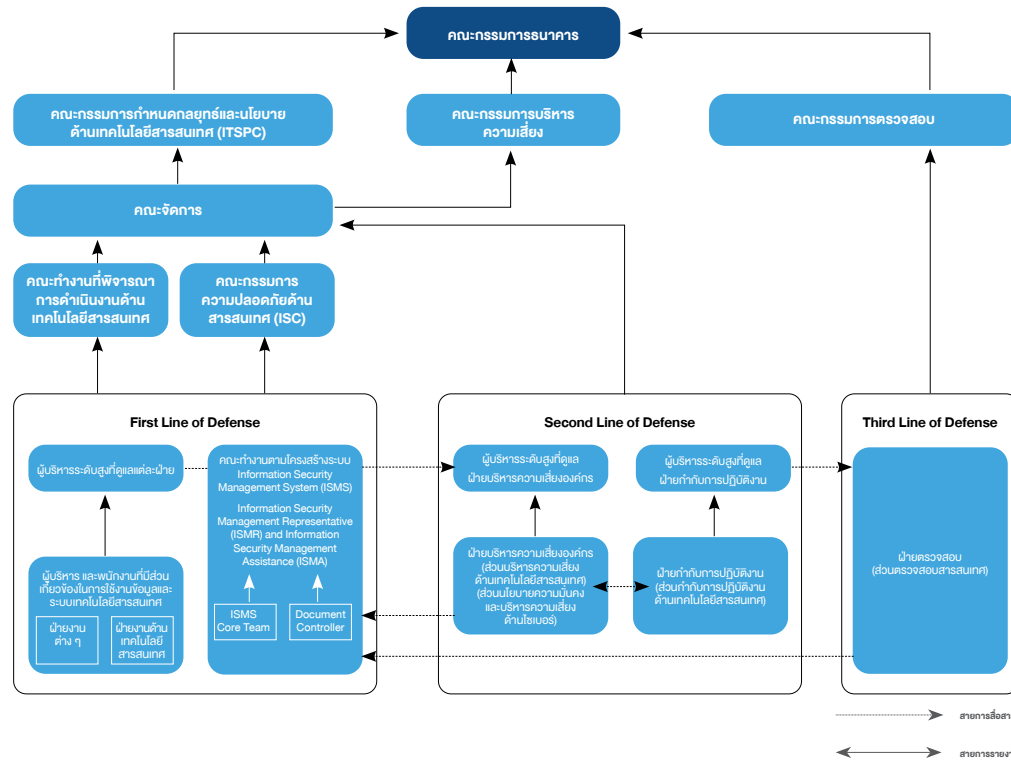 คณะกรรมการธนาคาร
คณะกรรมการกำหนดกลยุทธ์และนโยบาย
ด้านเทคโนโลยีสารสนเทศ (ITSPC)
คณะกรรมการบริหาร
ความเสี่ยง
คณะกรรมการตรวจสอบ
คณะจัดการ
คณะทำงานที่พิจารณา
การดำเนินงานด้าน
เทคโนโลยีสารสนเทศ
คณะกรรมการ
ความปลอดภัยด้าน
สารสนเทศ (ISC)
First Line of Defense
ผู้บริหารระดับสูงที่ดูแลแต่ละฝ่าย
ผู้บริหาร และพนักงานที่มีส่วน
เกี่ยวข้องในการใช้งานข้อมูลและ
ระบบเทคโนโลยีสารสนเทศ
ฝ่ายงาน
ต่าง ๆ
ฝ่ายงานด้าน
เทคโนโลยี
สารสนเทศ
คณะทำงานตามโครงสร้างระบบ
Information Security
Management System (ISMS)
Information Security
Management Representative
(ISMR) and Information
Security Management
Assistance (ISMA)
ISMS
Core Team
Document
Controller
Second Line of Defense
ผู้บริหารระดับสูงที่ดูแล
ฝ่ายบริหารความเสี่ยงองค์กร
ผู้บริหารระดับสูงที่ดูแล
ฝ่ายกำกับการปฏิบัติงาน
ฝ่ายบริหารความเสี่ยงองค์กร
(ส่วนบริหารความเสี่ยง
ด้านเทคโนโลยีสารสนเทศ)
(ส่วนนโยบายความมั่นคง
และบริหารความเสี่ยง
ด้านไซเบอร์)
ฝ่ายกำกับการปฏิบัติงาน
(ส่วนกำกับการปฏิบัติงาน
ด้านเทคโนโลยีสารสนเทศ)
Third Line of Defense
ฝ่ายตรวจสอบ
(ส่วนตรวจสอบสารสนเทศ)
สายการสื่อสาร
สายการรายงาน